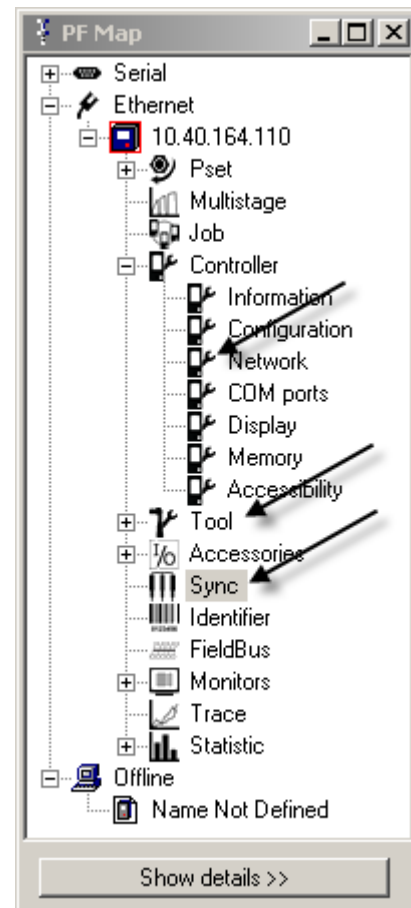 PF Map
Serial
Ethernet
10.40.164.110
Pset
Multistage
Job
Controller
Information
Configuration
Network
COM ports
Display
Memory
Accessibility
Tool
I/o Accessories
Sync
Identifier
FieldBus
Monitors
Trace
Statistic
Offline
Name Not Defined
Show details >>